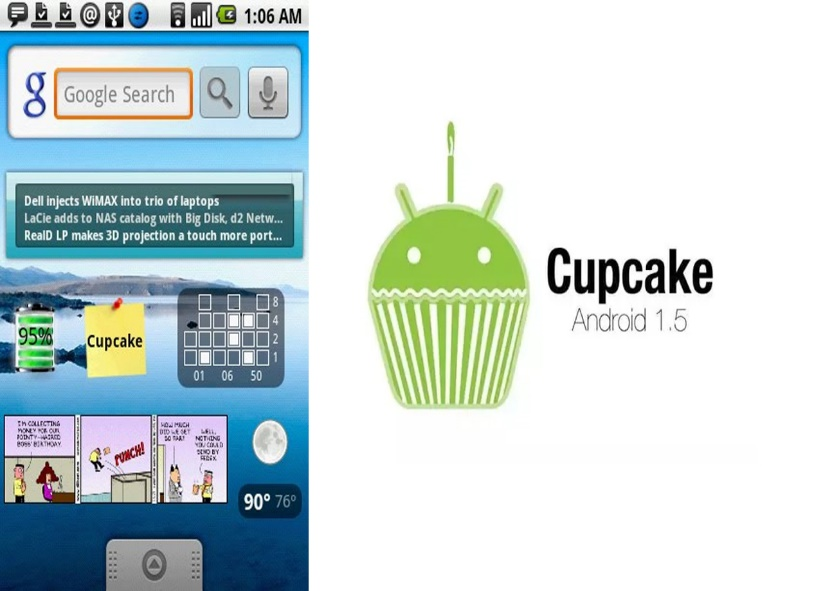 1:06 AM
g
Google Search
Dell injects WiMAX into trio of laptops
LaCie adds to NAS catalog with Big Disk, d2 Netw...
RealD LP makes 3D projection a touch more port...
95%
Cupcake
8
4
2
1
01 06 50
I'M COLLECTING
MONEY FOR OUR
POINTY-HAIRED
BOSS' BIRTHDAY.
PUNCH!
HOW MUCH
DID WE GET
SO FAR?
WELL,
NOTHING
YOU COULD
SEND BY
FEDEX.
90° 76°
Cupcake
Android 1.5